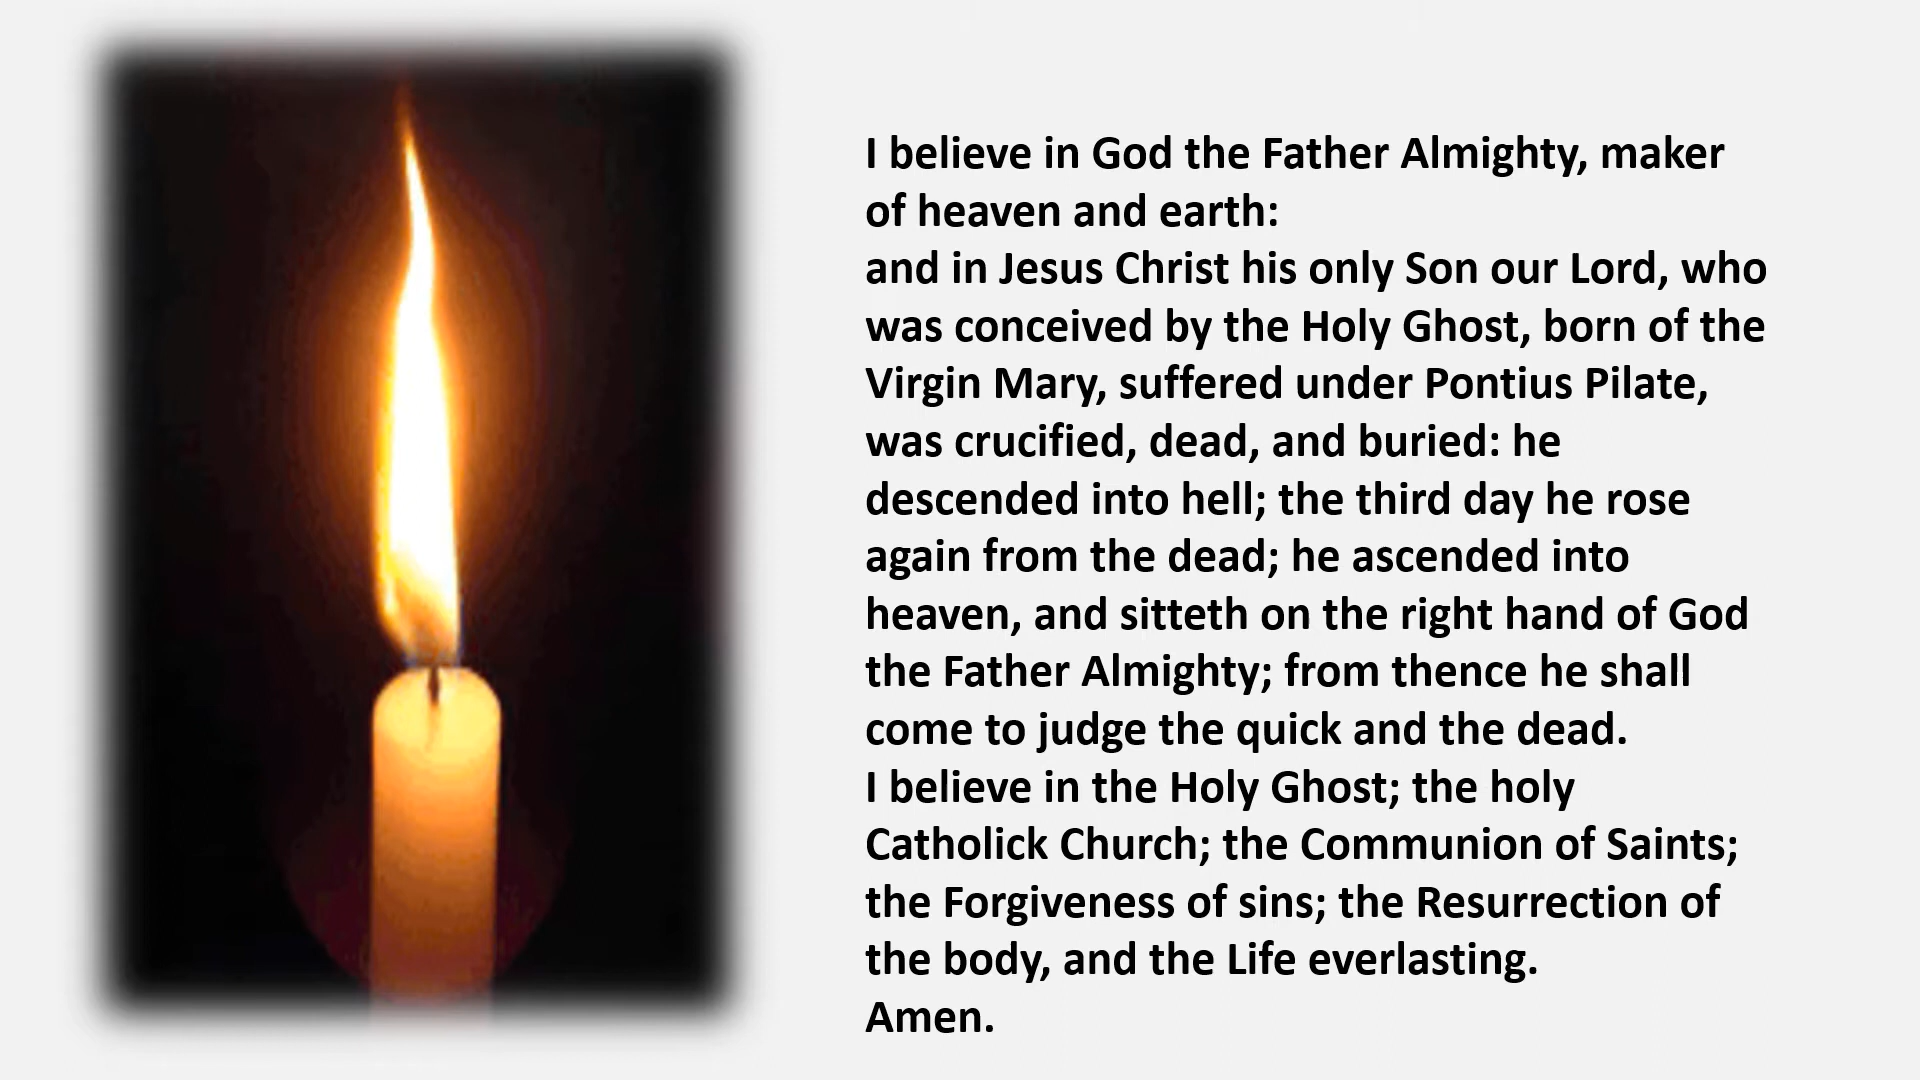 I believe in God the Father Almighty, maker
of heaven and earth:
and in Jesus Christ his only Son our Lord, who
was conceived by the Holy Ghost, born of the
Virgin Mary, suffered under Pontius Pilate,
was crucified, dead, and buried: he
descended into hell; the third day he rose
again from the dead; he ascended into
heaven, and sitteth on the right hand of God
the Father Almighty; from thence he shall
come to judge the quick and the dead.
I believe in the Holy Ghost; the holy
Catholick Church; the Communion of Saints;
the Forgiveness of sins; the Resurrection of
the body, and the Life everlasting.
Amen.